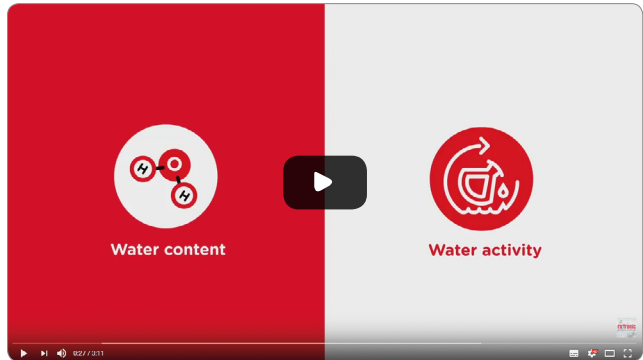 H
O
H
Water content
Water activity
0:27 / 3:11